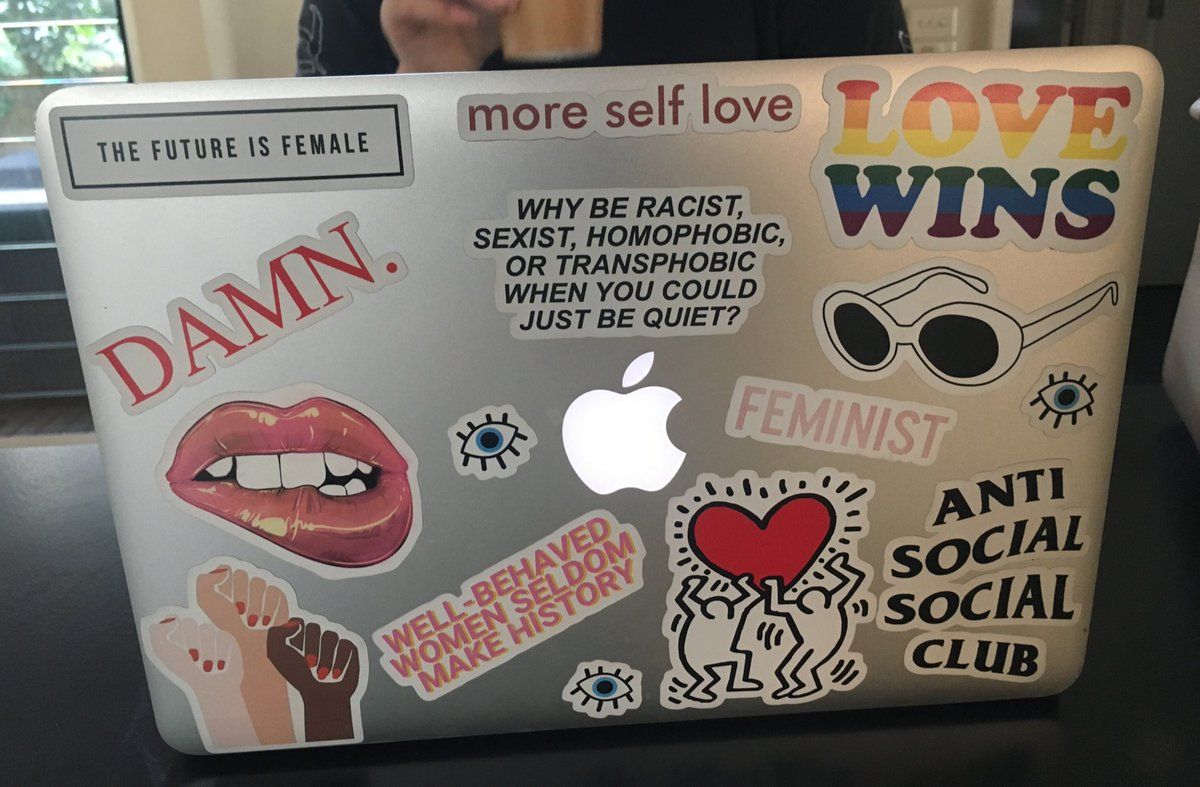 THE FUTURE IS FEMALE
more self love
LOVE
WINS
DAMN.
WHY BE RACIST,
SEXIST, HOMOPHOBIC,
OR TRANSPHOBIC
WHEN YOU COULD
JUST BE QUIET?
FEMINIST
WELL-BEHAVED
WOMEN SELDOM
MAKE HISTORY
ANTI
SOCIAL
SOCIAL
CLUB